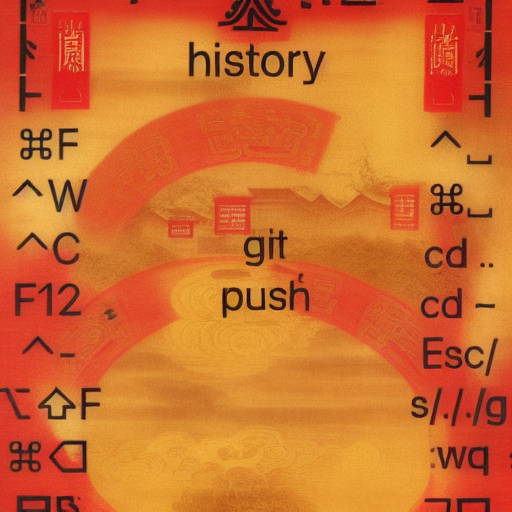 history
⌘F
^W
^C
F12
^-
⌥⇧F
⌘⌫
git
push
^␣
⌘␣
cd ..
cd ~
Esc/
s/././g
:wq